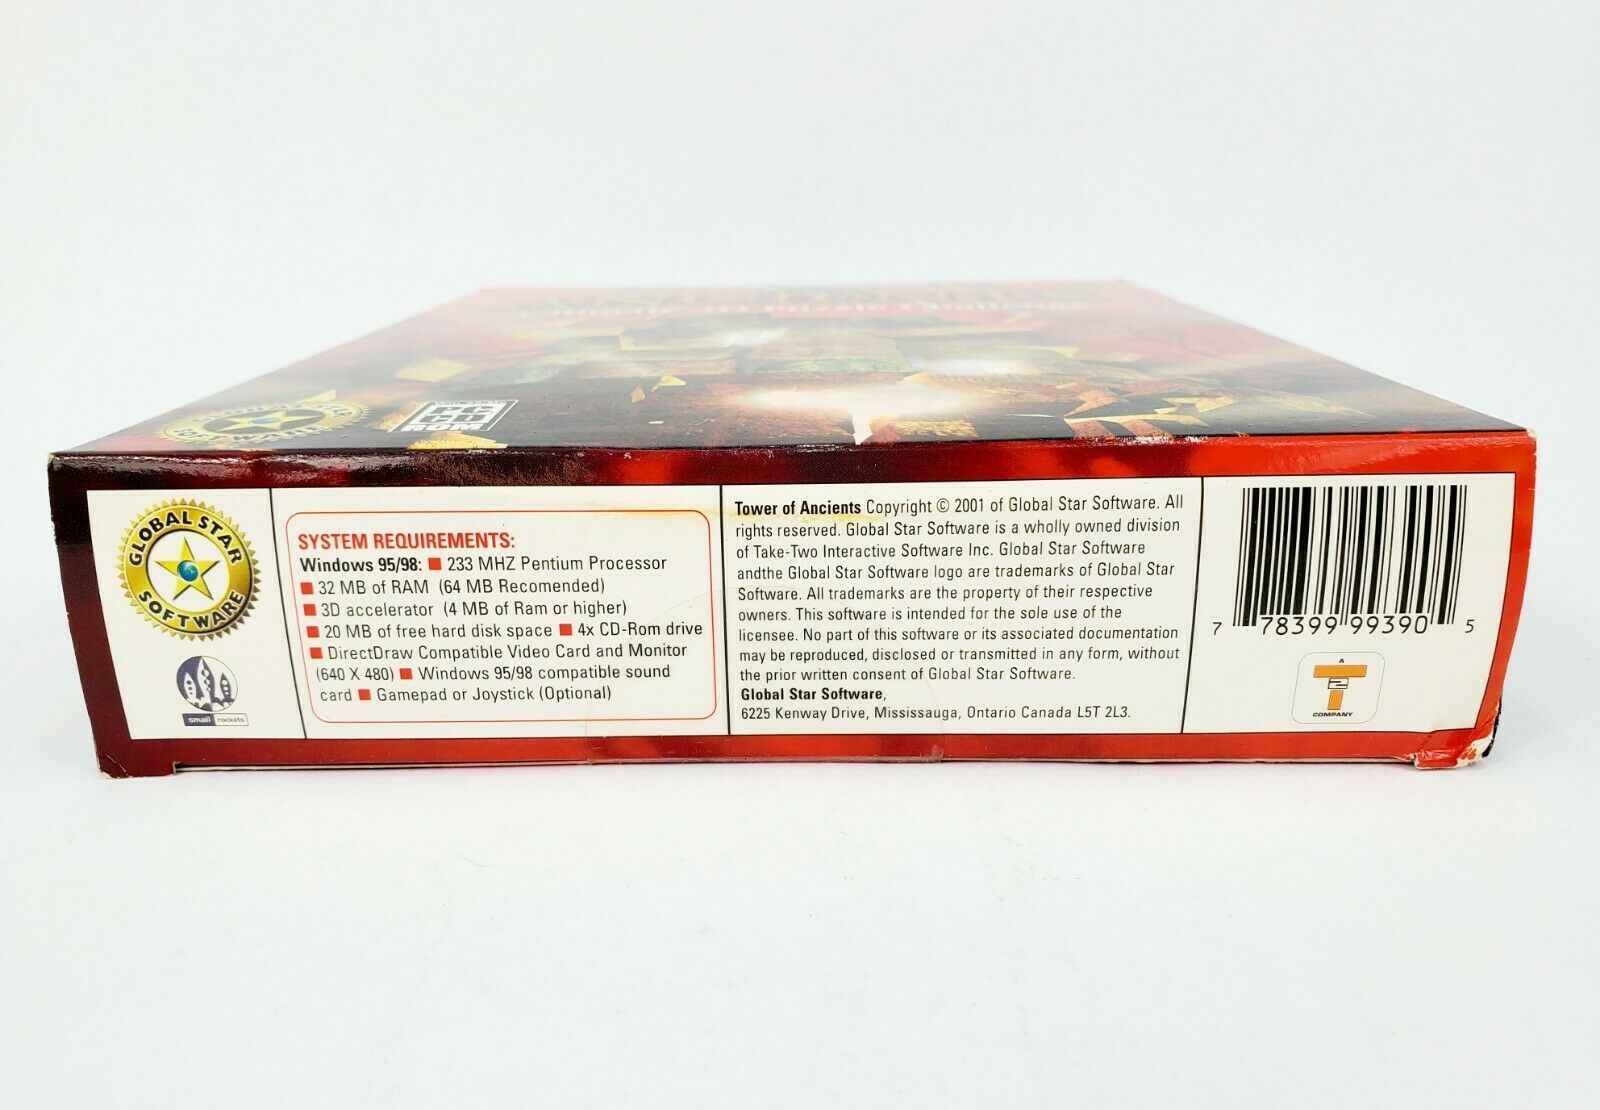 GLOBAL STAR
SOFTWARE
small rockets
SYSTEM REQUIREMENTS:
Windows 95/98: ■ 233 MHZ Pentium Processor
■ 32 MB of RAM (64 MB Recomended)
■ 3D accelerator (4 MB of Ram or higher)
■ 20 MB of free hard disk space ■ 4x CD-Rom drive
■ DirectDraw Compatible Video Card and Monitor
(640 X 480) ■ Windows 95/98 compatible sound
card ■ Gamepad or Joystick (Optional)
Tower of Ancients Copyright © 2001 of Global Star Software. All
rights reserved. Global Star Software is a wholly owned division
of Take-Two Interactive Software Inc. Global Star Software
andthe Global Star Software logo are trademarks of Global Star
Software. All trademarks are the property of their respective
owners. This software is intended for the sole use of the
licensee. No part of this software or its associated documentation
may be reproduced, disclosed or transmitted in any form, without
the prior written consent of Global Star Software.
Global Star Software,
6225 Kenway Drive, Mississauga, Ontario Canada L5T 2L3.
7 78399 99390 5
A
T2
COMPANY
PC
CD
ROM
SOFTWARE